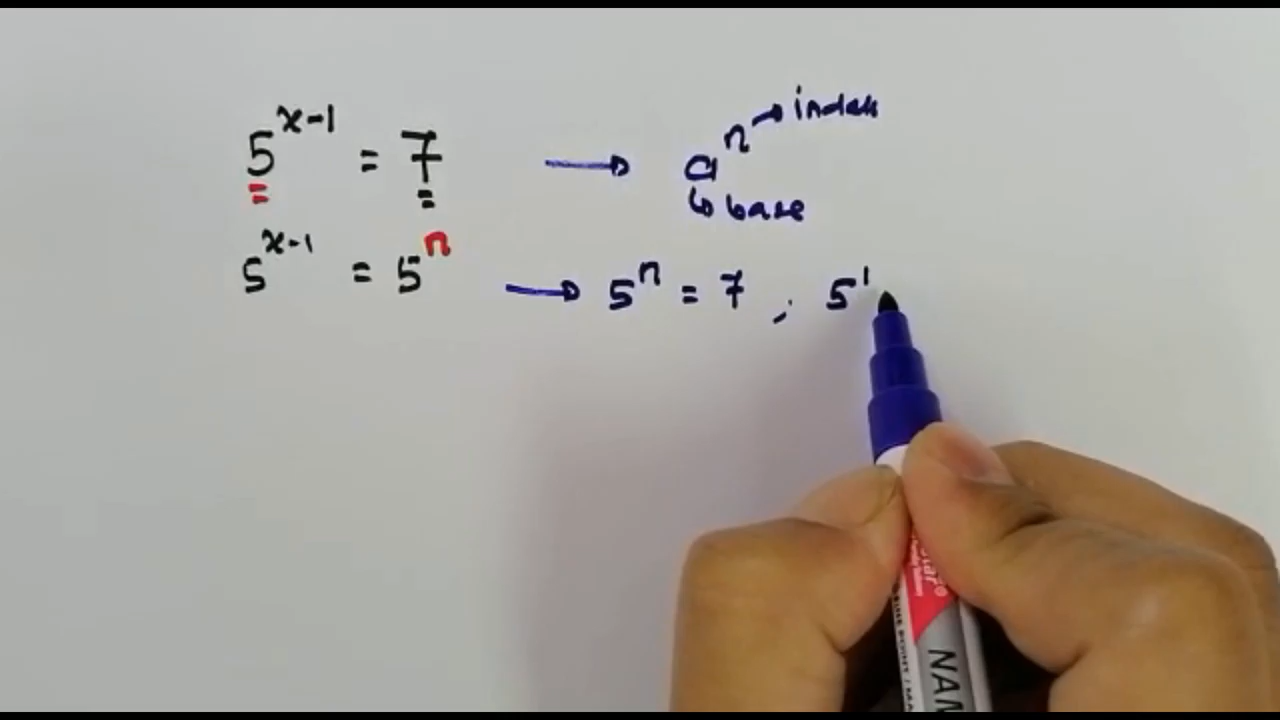 5^{x-1} = 7 → a^n → index
↳ base
5^{x-1} = 5^n → 5^n = 7 , 5^1
NAM